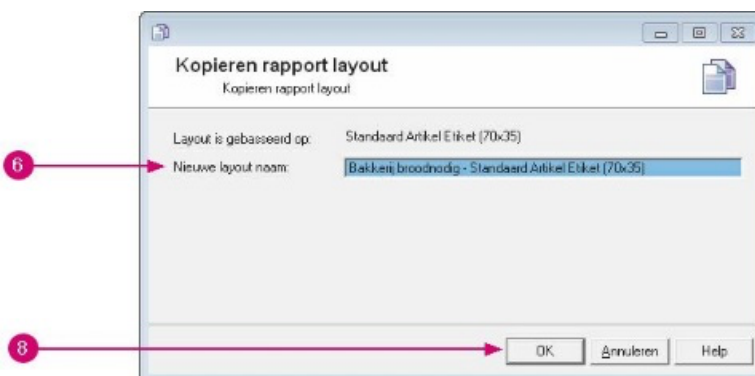 Kopieren rapport layout
Kopieren rapport layout
Layout is gebasseerd op: Standaard Artikel Etiket (70x35)
6
Nieuwe layout naam: Bakkerij broodnodig - Standaard Artikel Etiket (70x35)
8
OK Annuleren Help